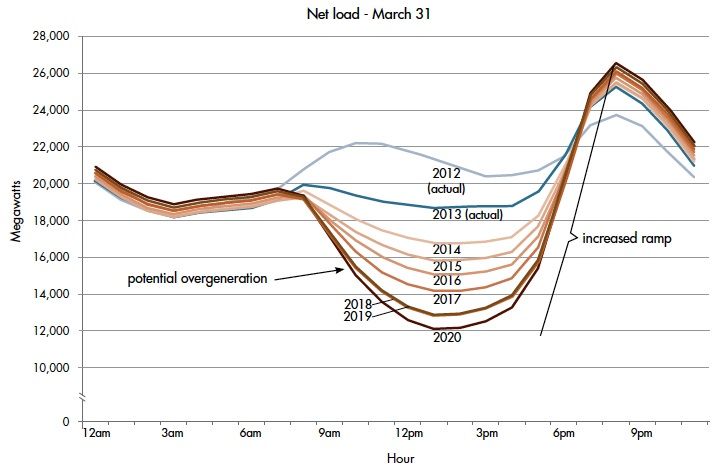 Net load - March 31
28,000
26,000
24,000
22,000
20,000
18,000
16,000
14,000
12,000
10,000
0
Megawatts
2012
(actual)
2013 (actual)
2014
2015
2016
2017
2018
2019
2020
potential overgeneration
increased ramp
12am 3am 6am 9am 12pm 3pm 6pm 9pm
Hour